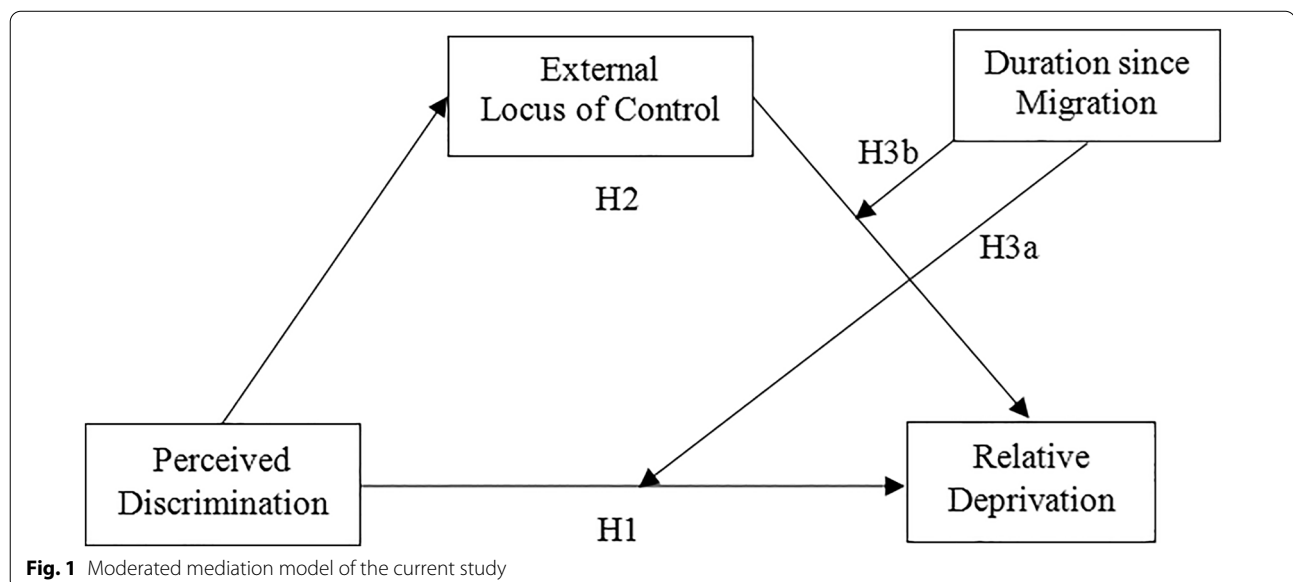 External
Locus of Control
Duration since
Migration
H3b
H2
H3a
Perceived
Discrimination
H1
Relative
Deprivation
Fig. 1 Moderated mediation model of the current study